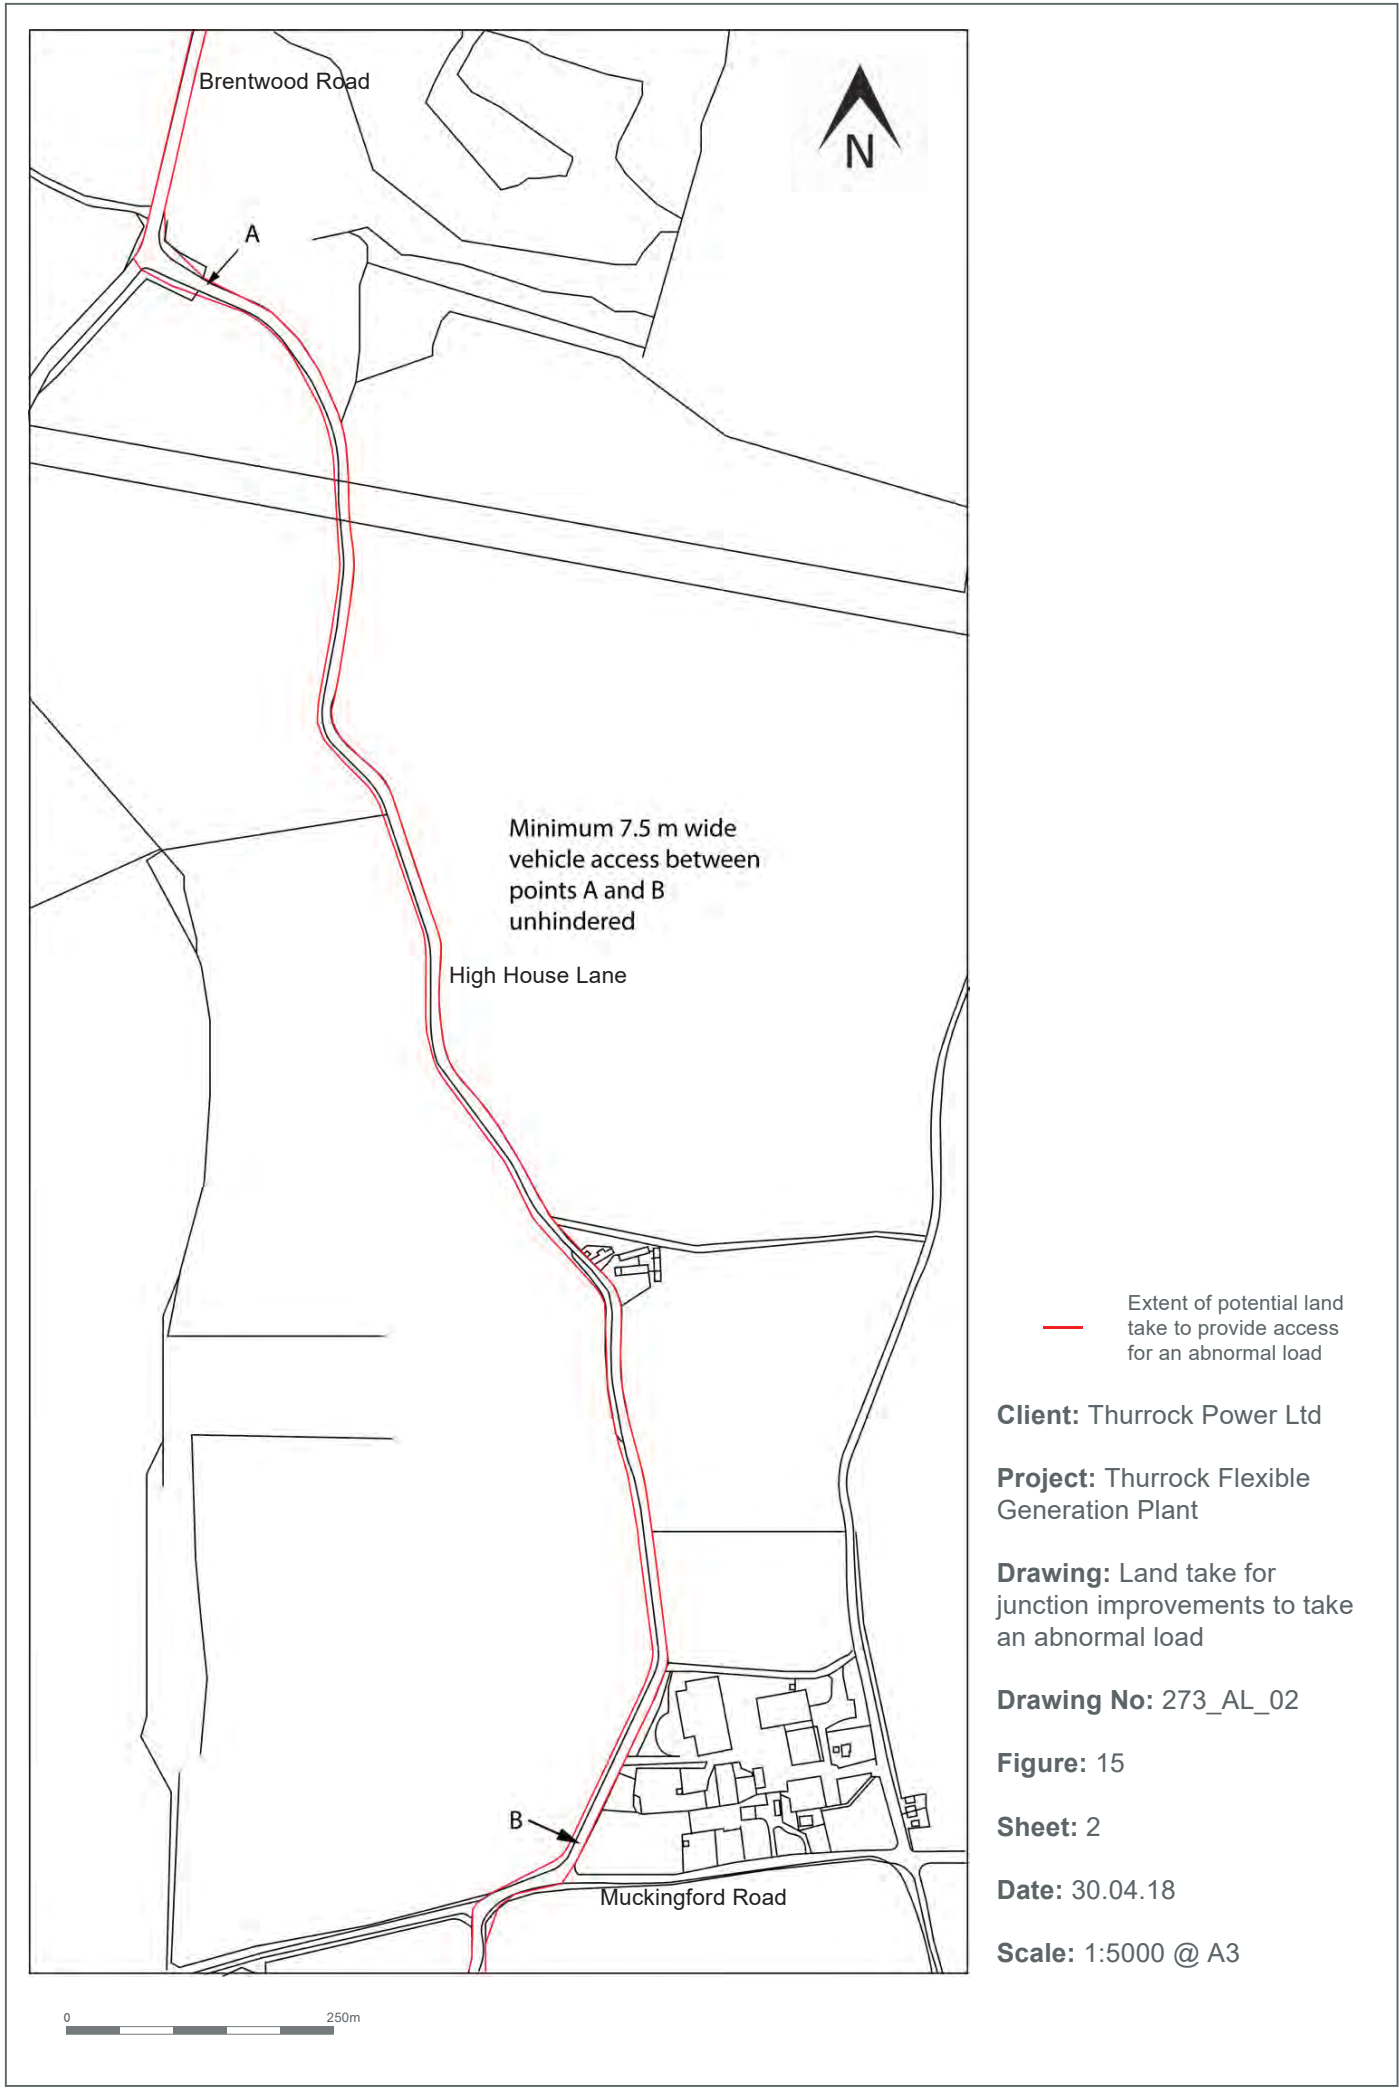 Brentwood Road
N
A
Minimum 7.5 m wide
vehicle access between
points A and B
unhindered
High House Lane
B
Muckingford Road
Extent of potential land
take to provide access
for an abnormal load
Client: Thurrock Power Ltd
Project: Thurrock Flexible
Generation Plant
Drawing: Land take for
junction improvements to take
an abnormal load
Drawing No: 273_AL_02
Figure: 15
Sheet: 2
Date: 30.04.18
Scale: 1:5000 @ A3
0 250m